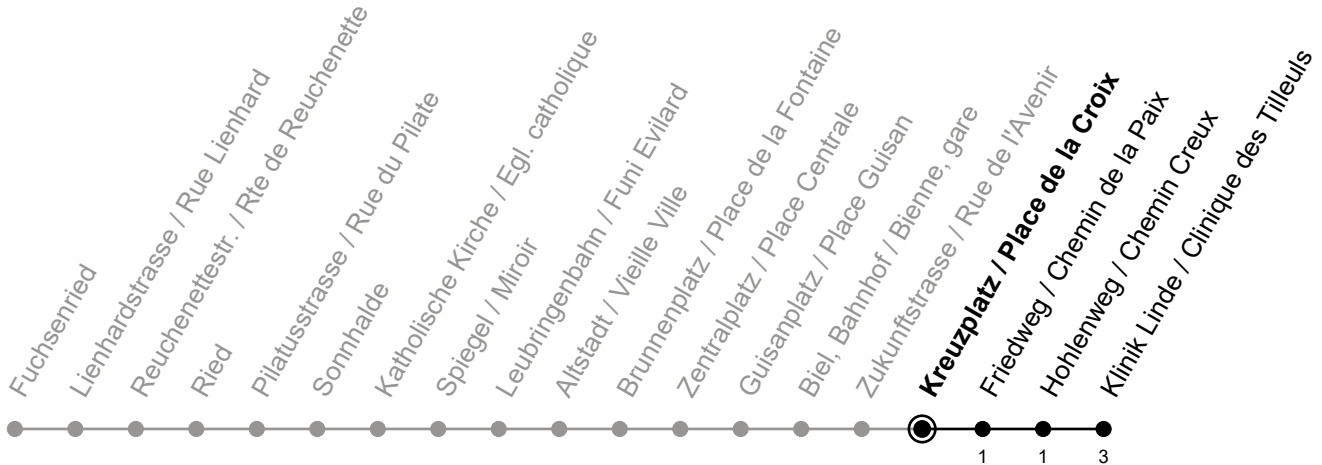 Fuchsenried
Lienhardstrasse / Rue Lienhard
Reuchenettestr. / Rte de Reuchenette
Ried
Pilatusstrasse / Rue du Pilate
Sonnhalde
Katholische Kirche / Egl. catholique
Spiegel / Miroir
Leubringenbahn / Funi Evilard
Altstadt / Vieille Ville
Brunnenplatz / Place de la Fontaine
Zentralplatz / Place Centrale
Guisanplatz / Place Guisan
Biel, Bahnhof / Bienne, gare
Zukunftstrasse / Rue de l'Avenir
Kreuzplatz / Place de la Croix
Friedweg / Chemin de la Paix
Hohlenweg / Chemin Creux
Klinik Linde / Clinique des Tilleuls
1 1 3